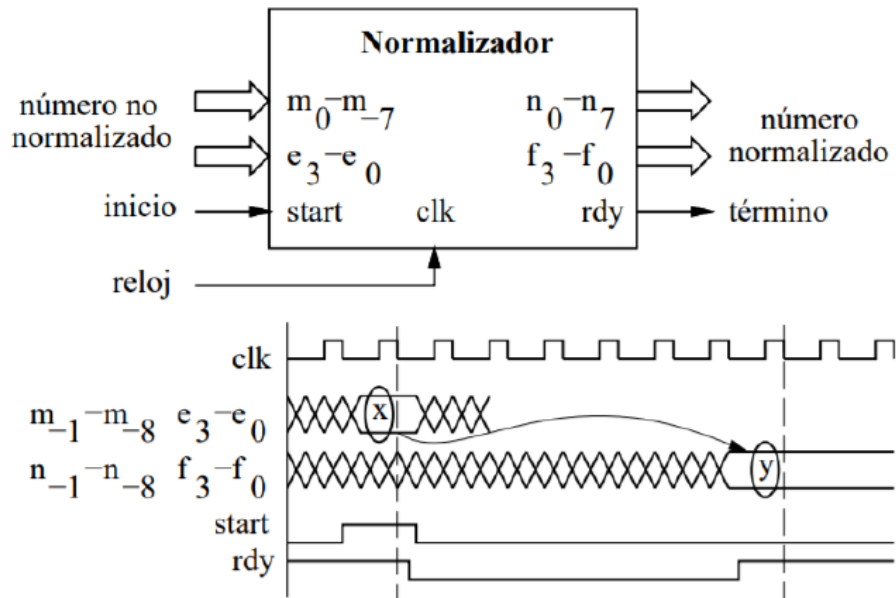 Normalizador
número no normalizado
m0–m–7
n0–n7
número normalizado
e3–e0
f3–f0
inicio
start
clk
rdy
término
reloj
clk
m–1–m–8 e3–e0
x
n–1–n–8 f3–f0
y
start
rdy